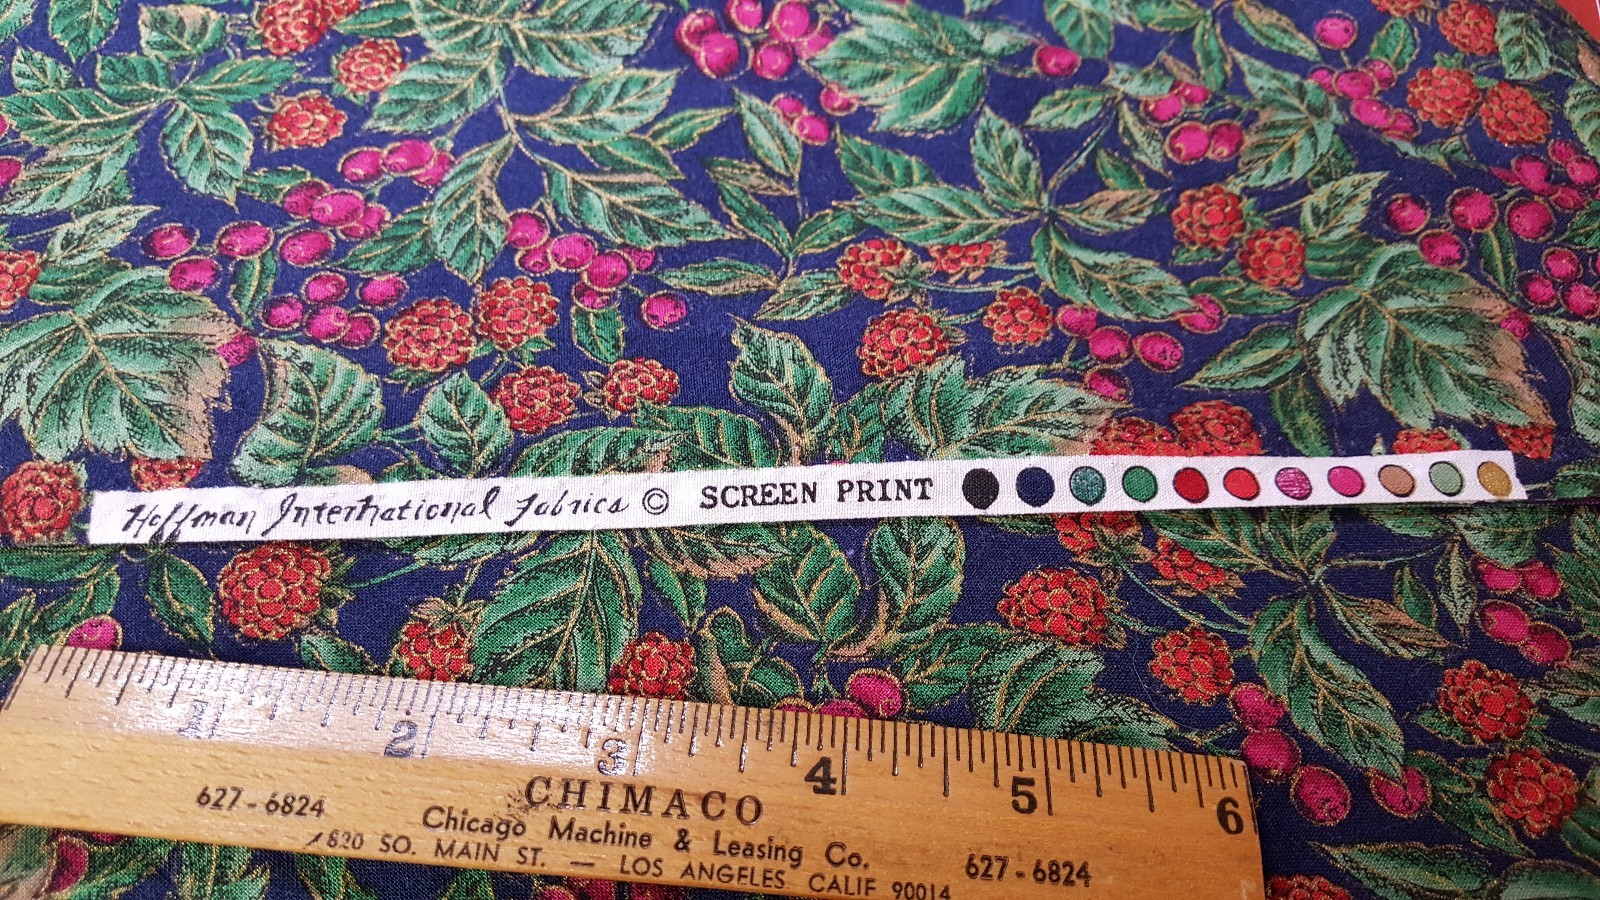 Hoffman International Fabrics © SCREEN PRINT
1 2 3 4 5 6
CHIMACO
627-6824 Chicago Machine & Leasing Co. 627-6824
1620 SO. MAIN ST. — LOS ANGELES, CALIF 90014